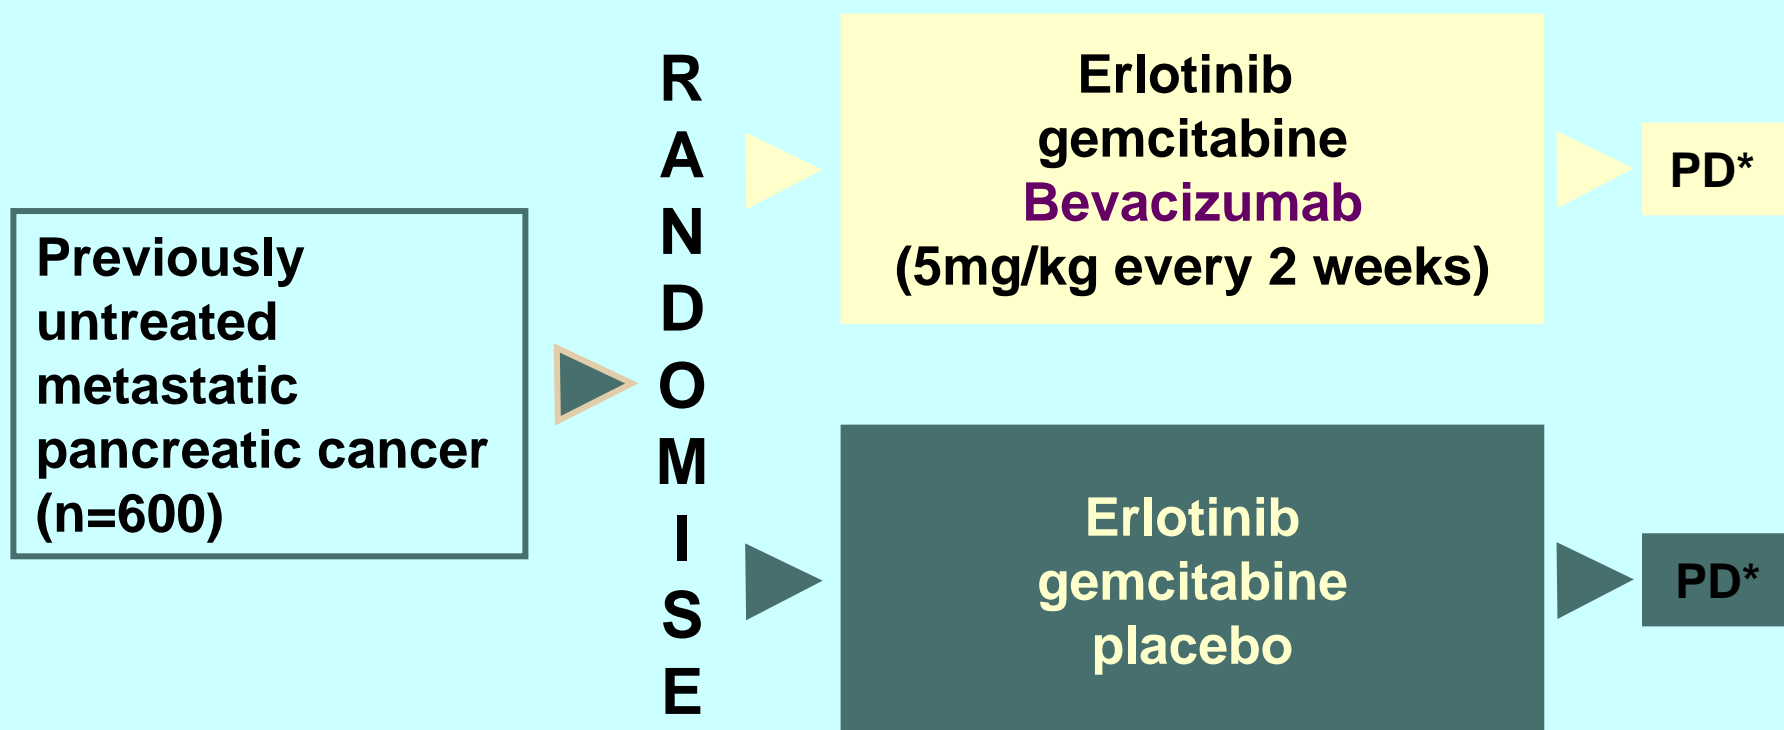 Previously
untreated
metastatic
pancreatic cancer
(n=600)
R
A
N
D
O
M
I
S
E
Erlotinib
gemcitabine
Bevacizumab
(5mg/kg every 2 weeks)
PD*
Erlotinib
gemcitabine
placebo
PD*